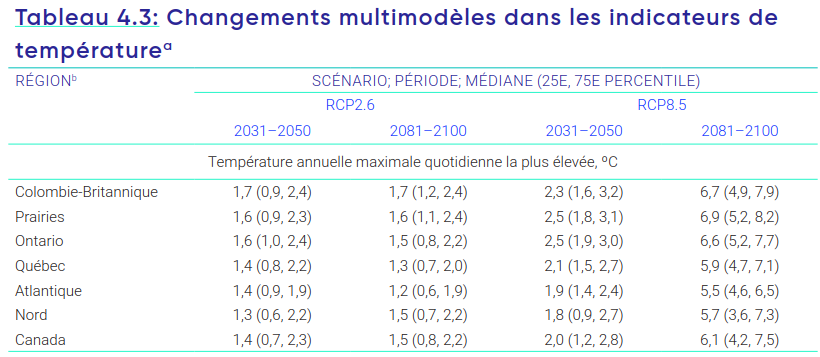 Tableau 4.3: Changements multimodèles dans les indicateurs de
températureᵃ
RÉGIONᵇ SCÉNARIO; PÉRIODE; MÉDIANE (25E, 75E PERCENTILE)
RCP2.6 RCP8.5
2031–2050 2081–2100 2031–2050 2081–2100
Température annuelle maximale quotidienne la plus élevée, ºC
Colombie-Britannique 1,7 (0,9, 2,4) 1,7 (1,2, 2,4) 2,3 (1,6, 3,2) 6,7 (4,9, 7,9)
Prairies 1,6 (0,9, 2,3) 1,6 (1,1, 2,4) 2,5 (1,8, 3,1) 6,9 (5,2, 8,2)
Ontario 1,6 (1,0, 2,4) 1,5 (0,8, 2,2) 2,5 (1,9, 3,0) 6,6 (5,2, 7,7)
Québec 1,4 (0,8, 2,2) 1,3 (0,7, 2,0) 2,1 (1,5, 2,7) 5,9 (4,7, 7,1)
Atlantique 1,4 (0,9, 1,9) 1,2 (0,6, 1,9) 1,9 (1,4, 2,4) 5,5 (4,6, 6,5)
Nord 1,3 (0,6, 2,2) 1,5 (0,7, 2,2) 1,8 (0,9, 2,7) 5,7 (3,6, 7,3)
Canada 1,4 (0,7, 2,3) 1,5 (0,8, 2,2) 2,0 (1,2, 2,8) 6,1 (4,2, 7,5)